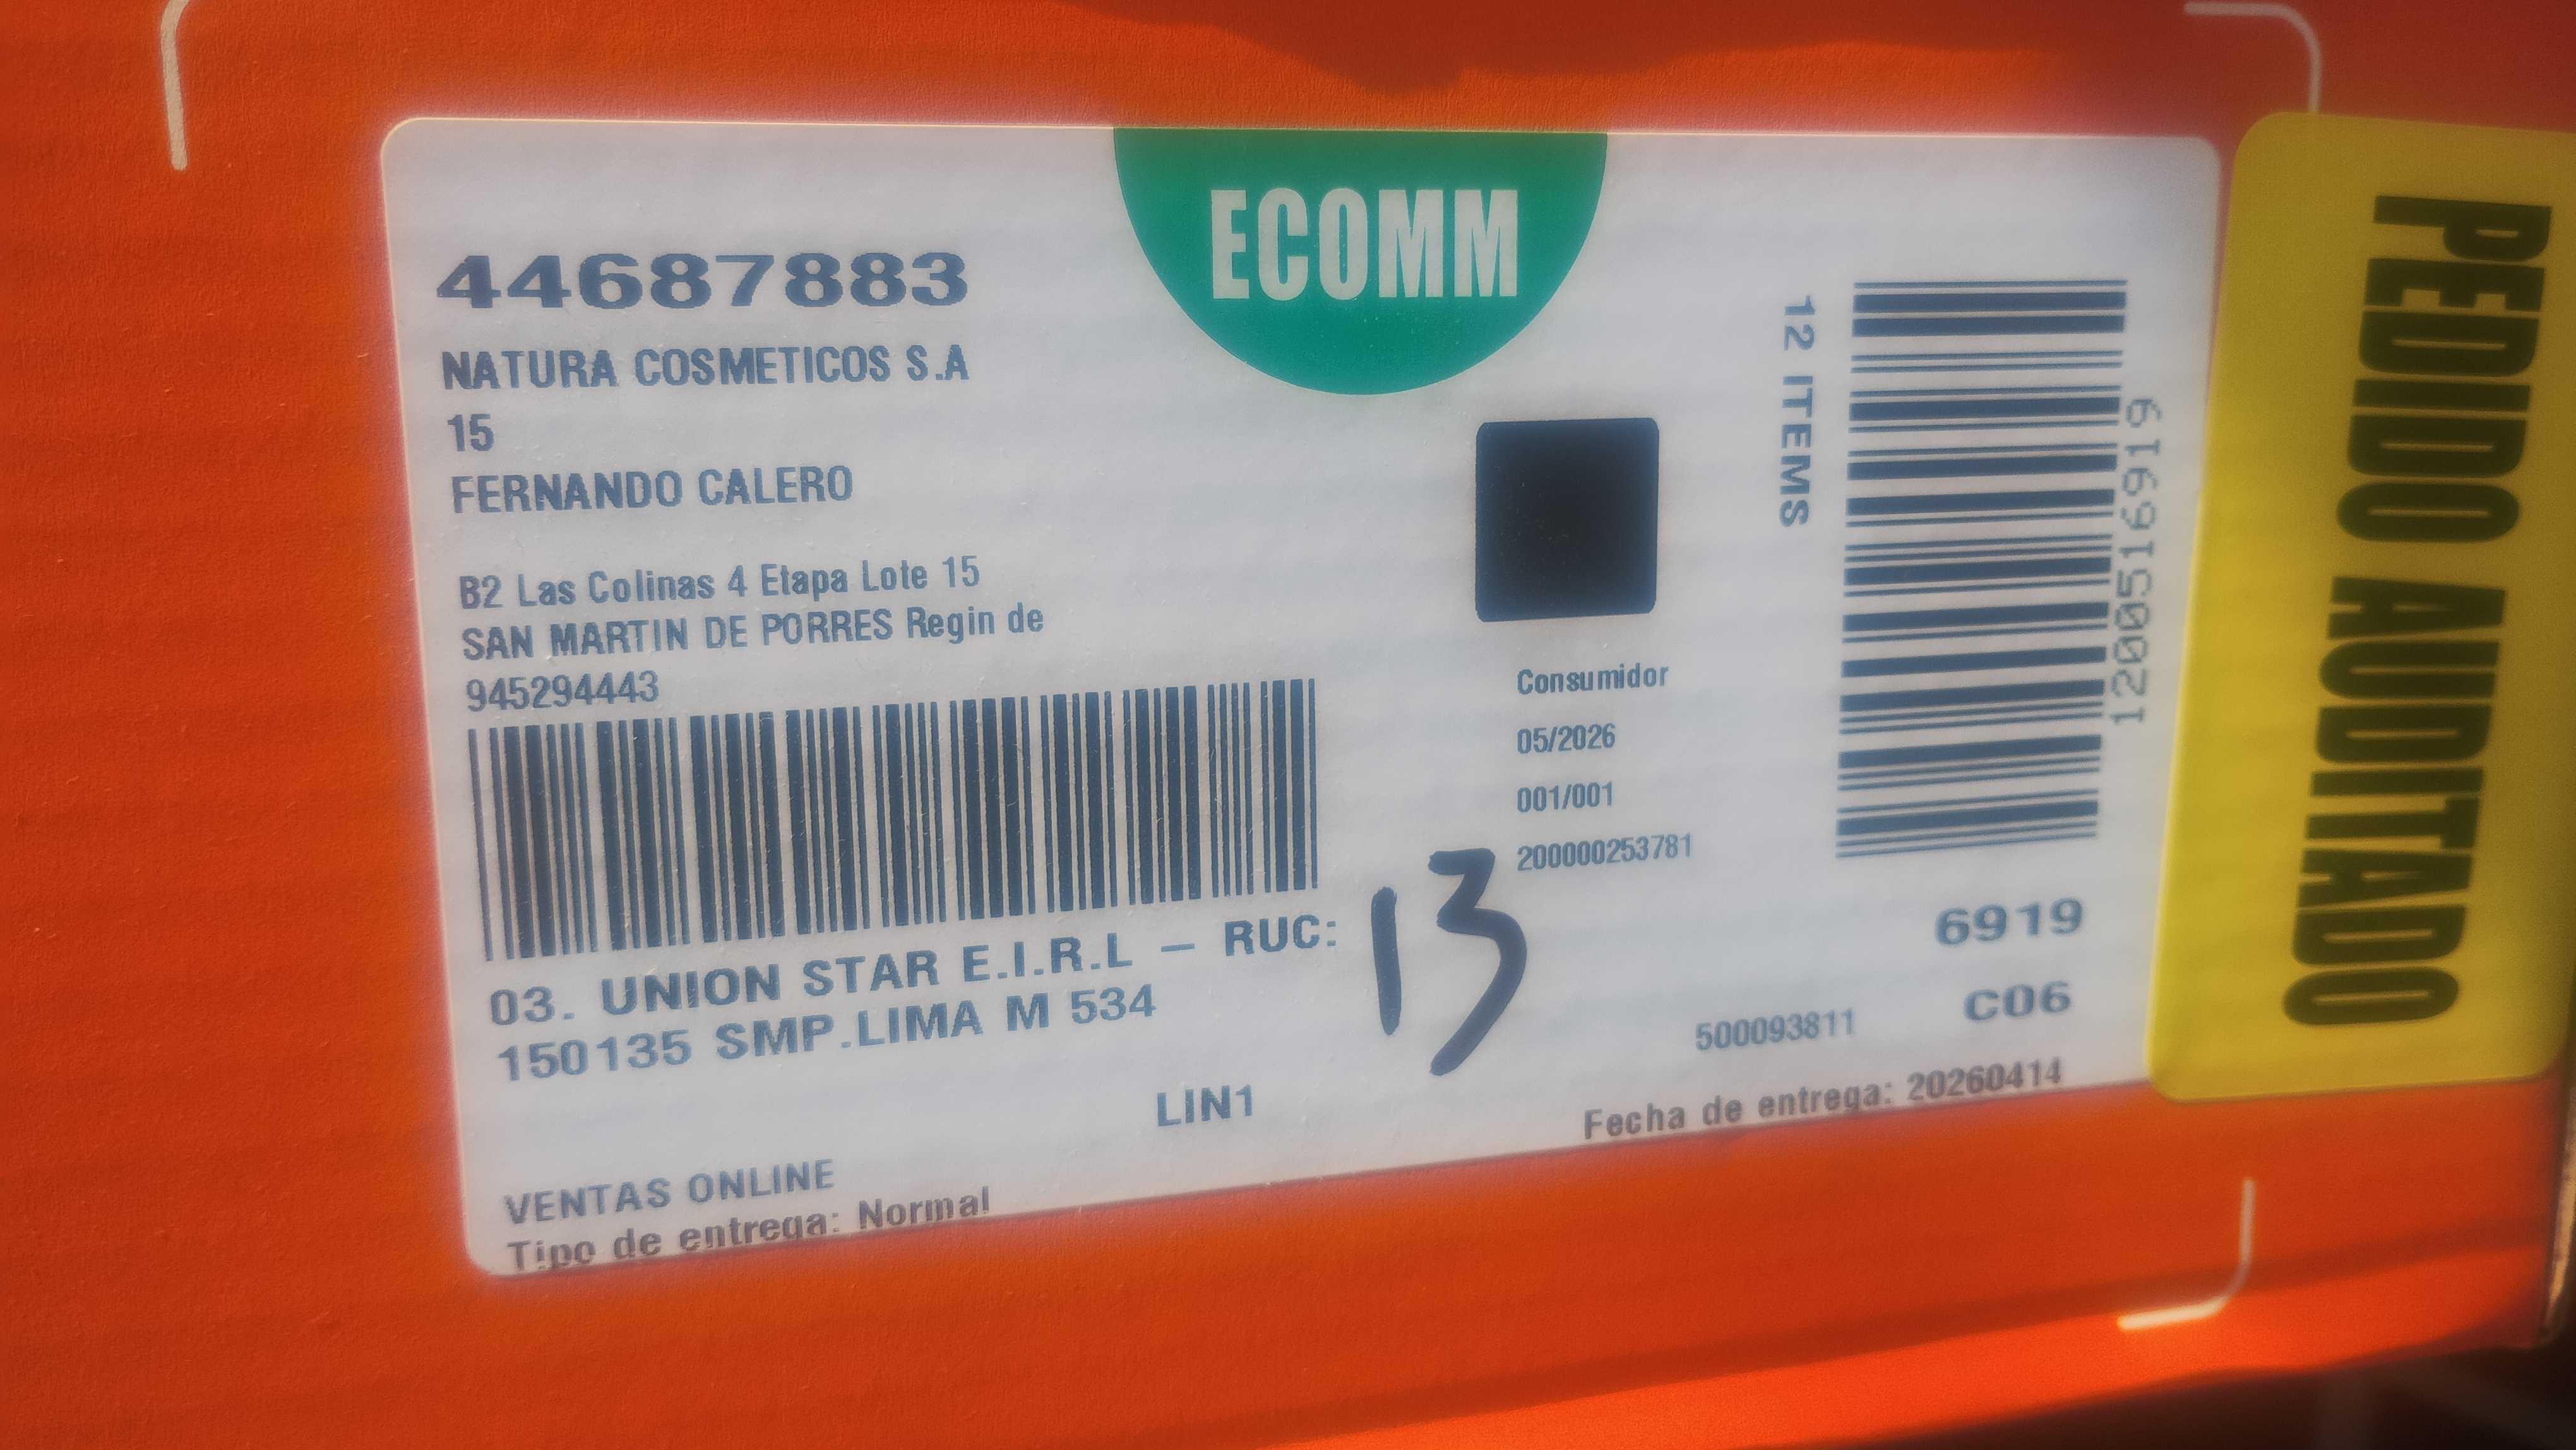 ECOMM
44687883
NATURA COSMETICOS S.A
15
FERNANDO CALERO
B2 Las Colinas 4 Etapa Lote 15
SAN MARTIN DE PORRES Regin de
945294443
03. UNION STAR E.I.R.L – RUC:
150135 SMP.LIMA M 534
LIN1
VENTAS ONLINE
Tipo de entrega: Normal
12 ITEMS
1200516919
Consumidor
05/2026
001/001
200000253781
13
6919
C06
500093811
Fecha de entrega: 20260414
PEDIDO AUDITADO